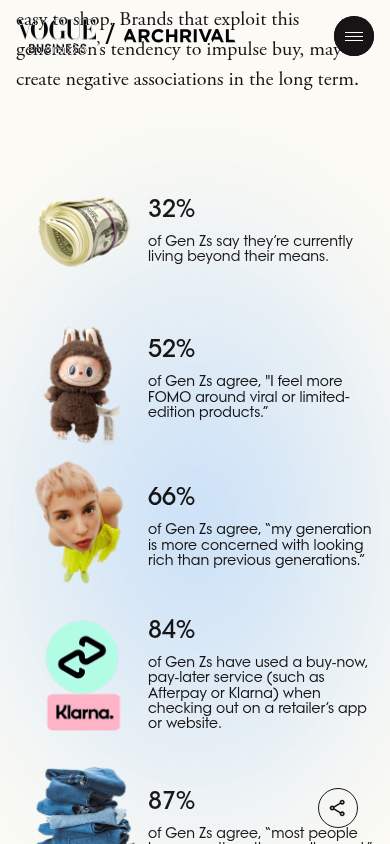 easy to shop. Brands that exploit this
VOGUE / ARCHRIVAL
BUSINESS
generation's tendency to impulse buy, may
create negative associations in the long term.
32%
of Gen Zs say they're currently
living beyond their means.
52%
of Gen Zs agree, "I feel more
FOMO around viral or limited-
edition products.”
66%
of Gen Zs agree, “my generation
is more concerned with looking
rich than previous generations.”
84%
of Gen Zs have used a buy-now,
pay-later service (such as
Afterpay or Klarna) when
checking out on a retailer's app
or website.
Klarna.
87%
of Gen Zs agree, “most people